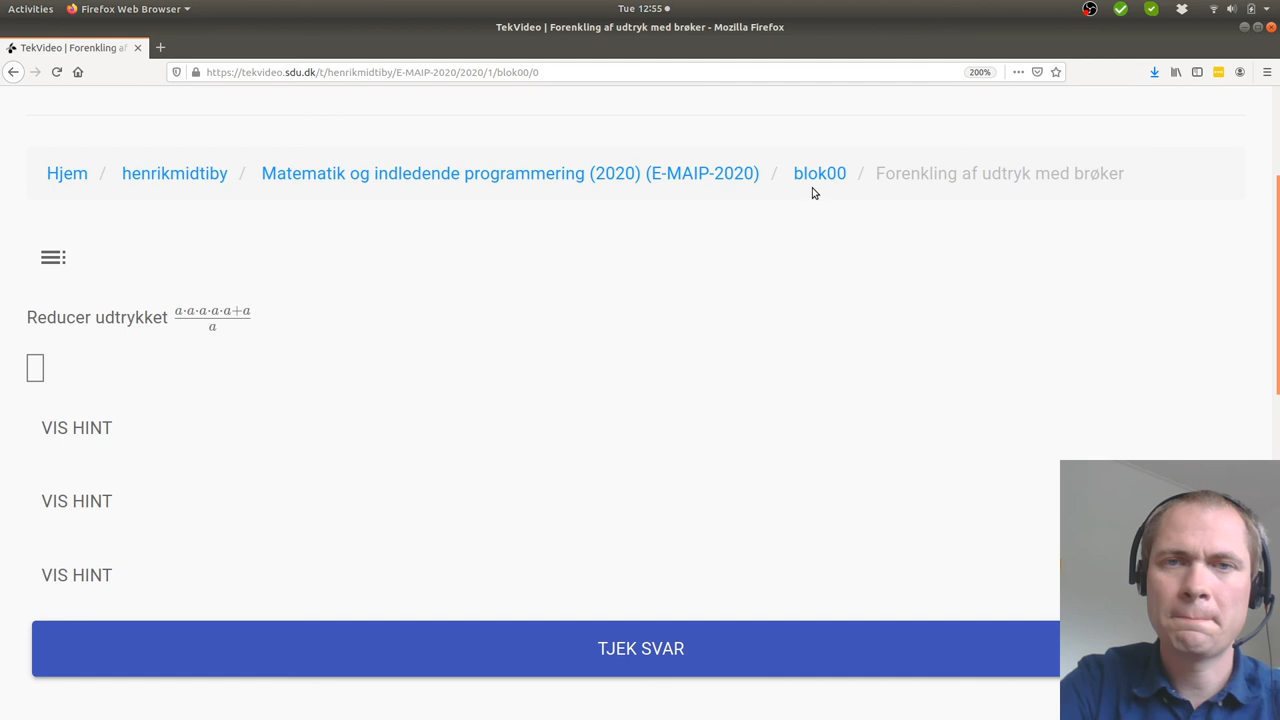 Activities Firefox Web Browser Tue 12:55
TekVideo | Forenkling af udtryk med brøker - Mozilla Firefox
TekVideo | Forenkling af
https://tekvideo.sdu.dk/t/henrikmidtiby/E-MAIP-2020/2020/1/blok00/0 200%
Hjem / henrikmidtiby / Matematik og indledende programmering (2020) (E-MAIP-2020) / blok00 / Forenkling af udtryk med brøker
Reducer udtrykket a·a·a·a·a+a
a
VIS HINT
VIS HINT
VIS HINT
TJEK SVAR